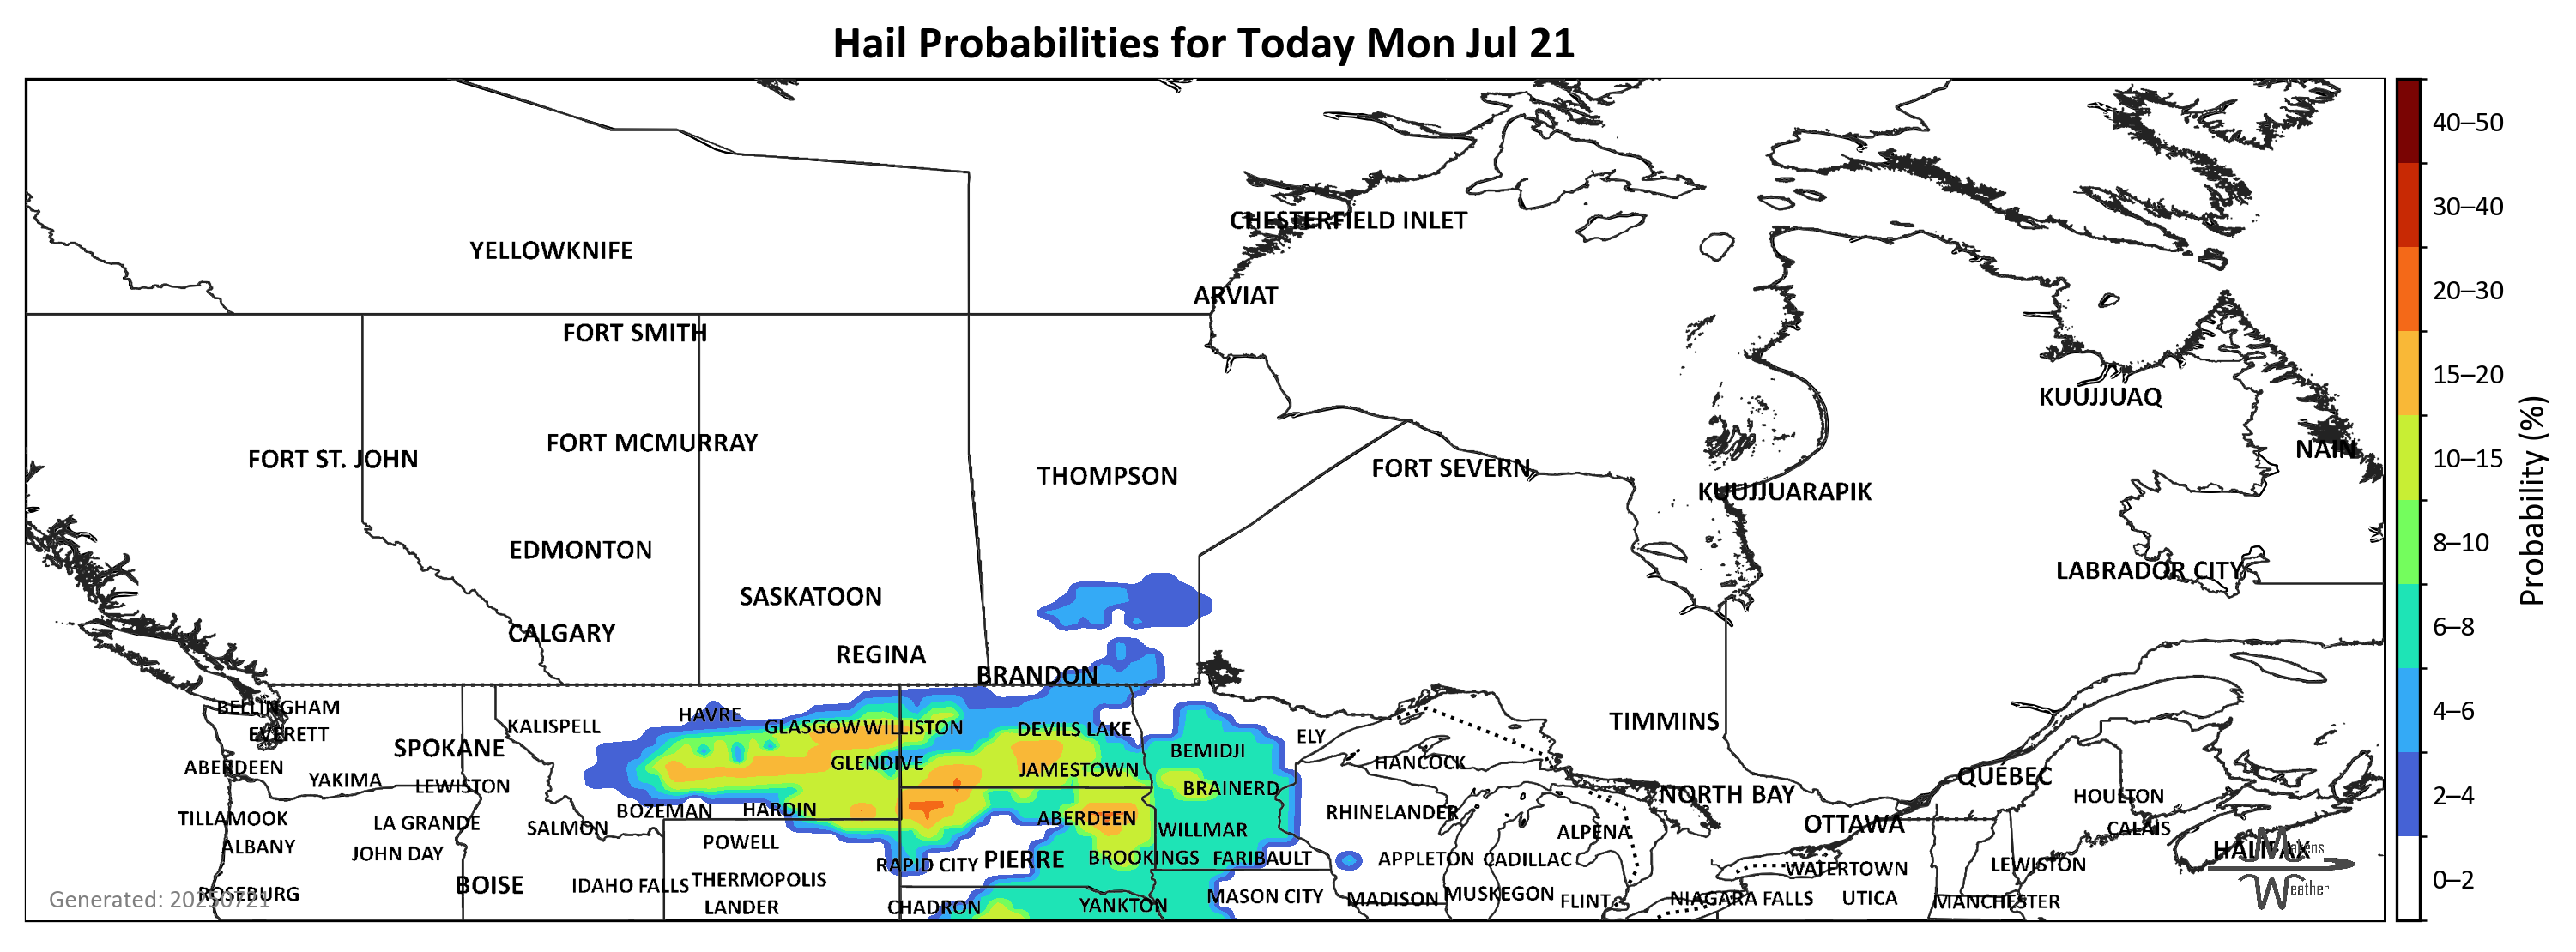 Hail Probabilities for Today Mon Jul 21
40–50
30–40
CHESTERFIELD INLET
YELLOWKNIFE
20–30
ARVIAT
FORT SMITH
15–20
KUUJJUAQ
FORT MCMURRAY
NAIN
10–15
FORT ST. JOHN
FORT SEVERN
THOMPSON
KUUJJUARAPIK
Probability (%)
8–10
EDMONTON
LABRADOR CITY
SASKATOON
6–8
CALGARY
REGINA
BRANDON
4–6
BELLINGHAM
HAVRE
TIMMINS
KALISPELL
GLASGOW WILLISTON
DEVILS LAKE
EVERETT
ELY
SPOKANE
BEMIDJI
HANCOCK
GLENDIVE
ABERDEEN
JAMESTOWN
QUÉBEC
YAKIMA
LEWISTON
BRAINERD
NORTH BAY
HOULTON
2–4
BOZEMAN
HARDIN
RHINELANDER
TILLAMOOK
LA GRANDE
ABERDEEN
OTTAWA
SALMON
WILLMAR
ALPENA
CALAIS
POWELL
ALBANY
JOHN DAY
HALIFAX
RAPID CITY
PIERRE
BROOKINGS
FARIBAULT
APPLETON
CADILLAC
LEWISTON
WATERTOWN
BOISE
IDAHO FALLS
THERMOPOLIS
0–2
eather
ROSEBURG
MASON CITY
MADISON
MUSKEGON
FLINT
NIAGARA FALLS
UTICA
MANCHESTER
Generated: 20250721
LANDER
CHADRON
YANKTON